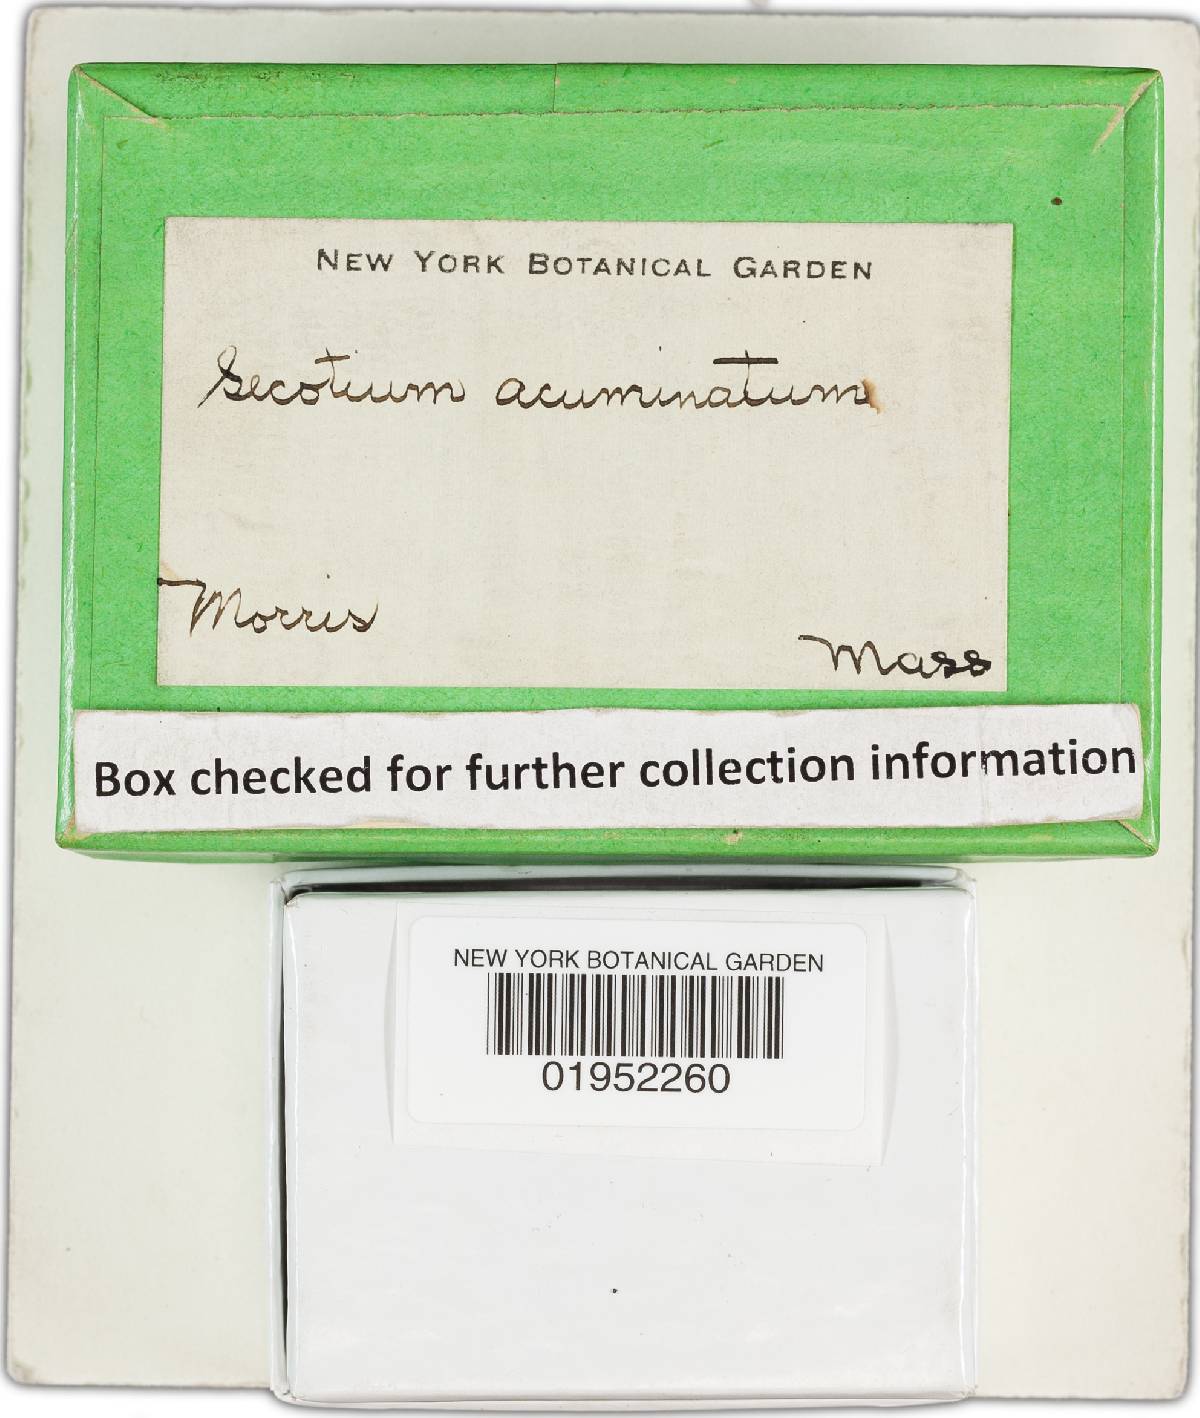 NEW YORK BOTANICAL GARDEN
Secotium acuminatum
Morris
Mass
Box checked for further collection information
NEW YORK BOTANICAL GARDEN
01952260